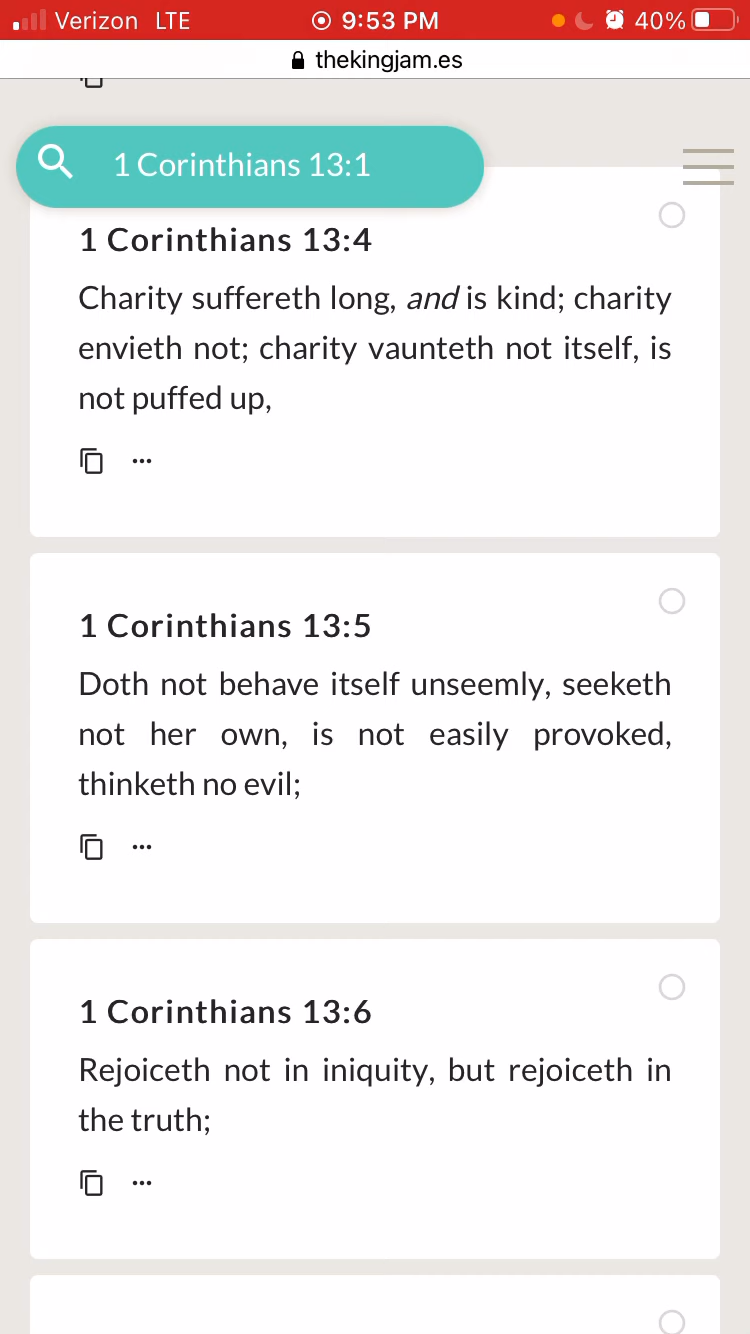 Verizon LTE 9:53 PM 40%
thekingjam.es
1 Corinthians 13:1
1 Corinthians 13:4
Charity suffereth long, and is kind; charity
envieth not; charity vaunteth not itself, is
not puffed up,
1 Corinthians 13:5
Doth not behave itself unseemly, seeketh
not her own, is not easily provoked,
thinketh no evil;
1 Corinthians 13:6
Rejoiceth not in iniquity, but rejoiceth in
the truth;